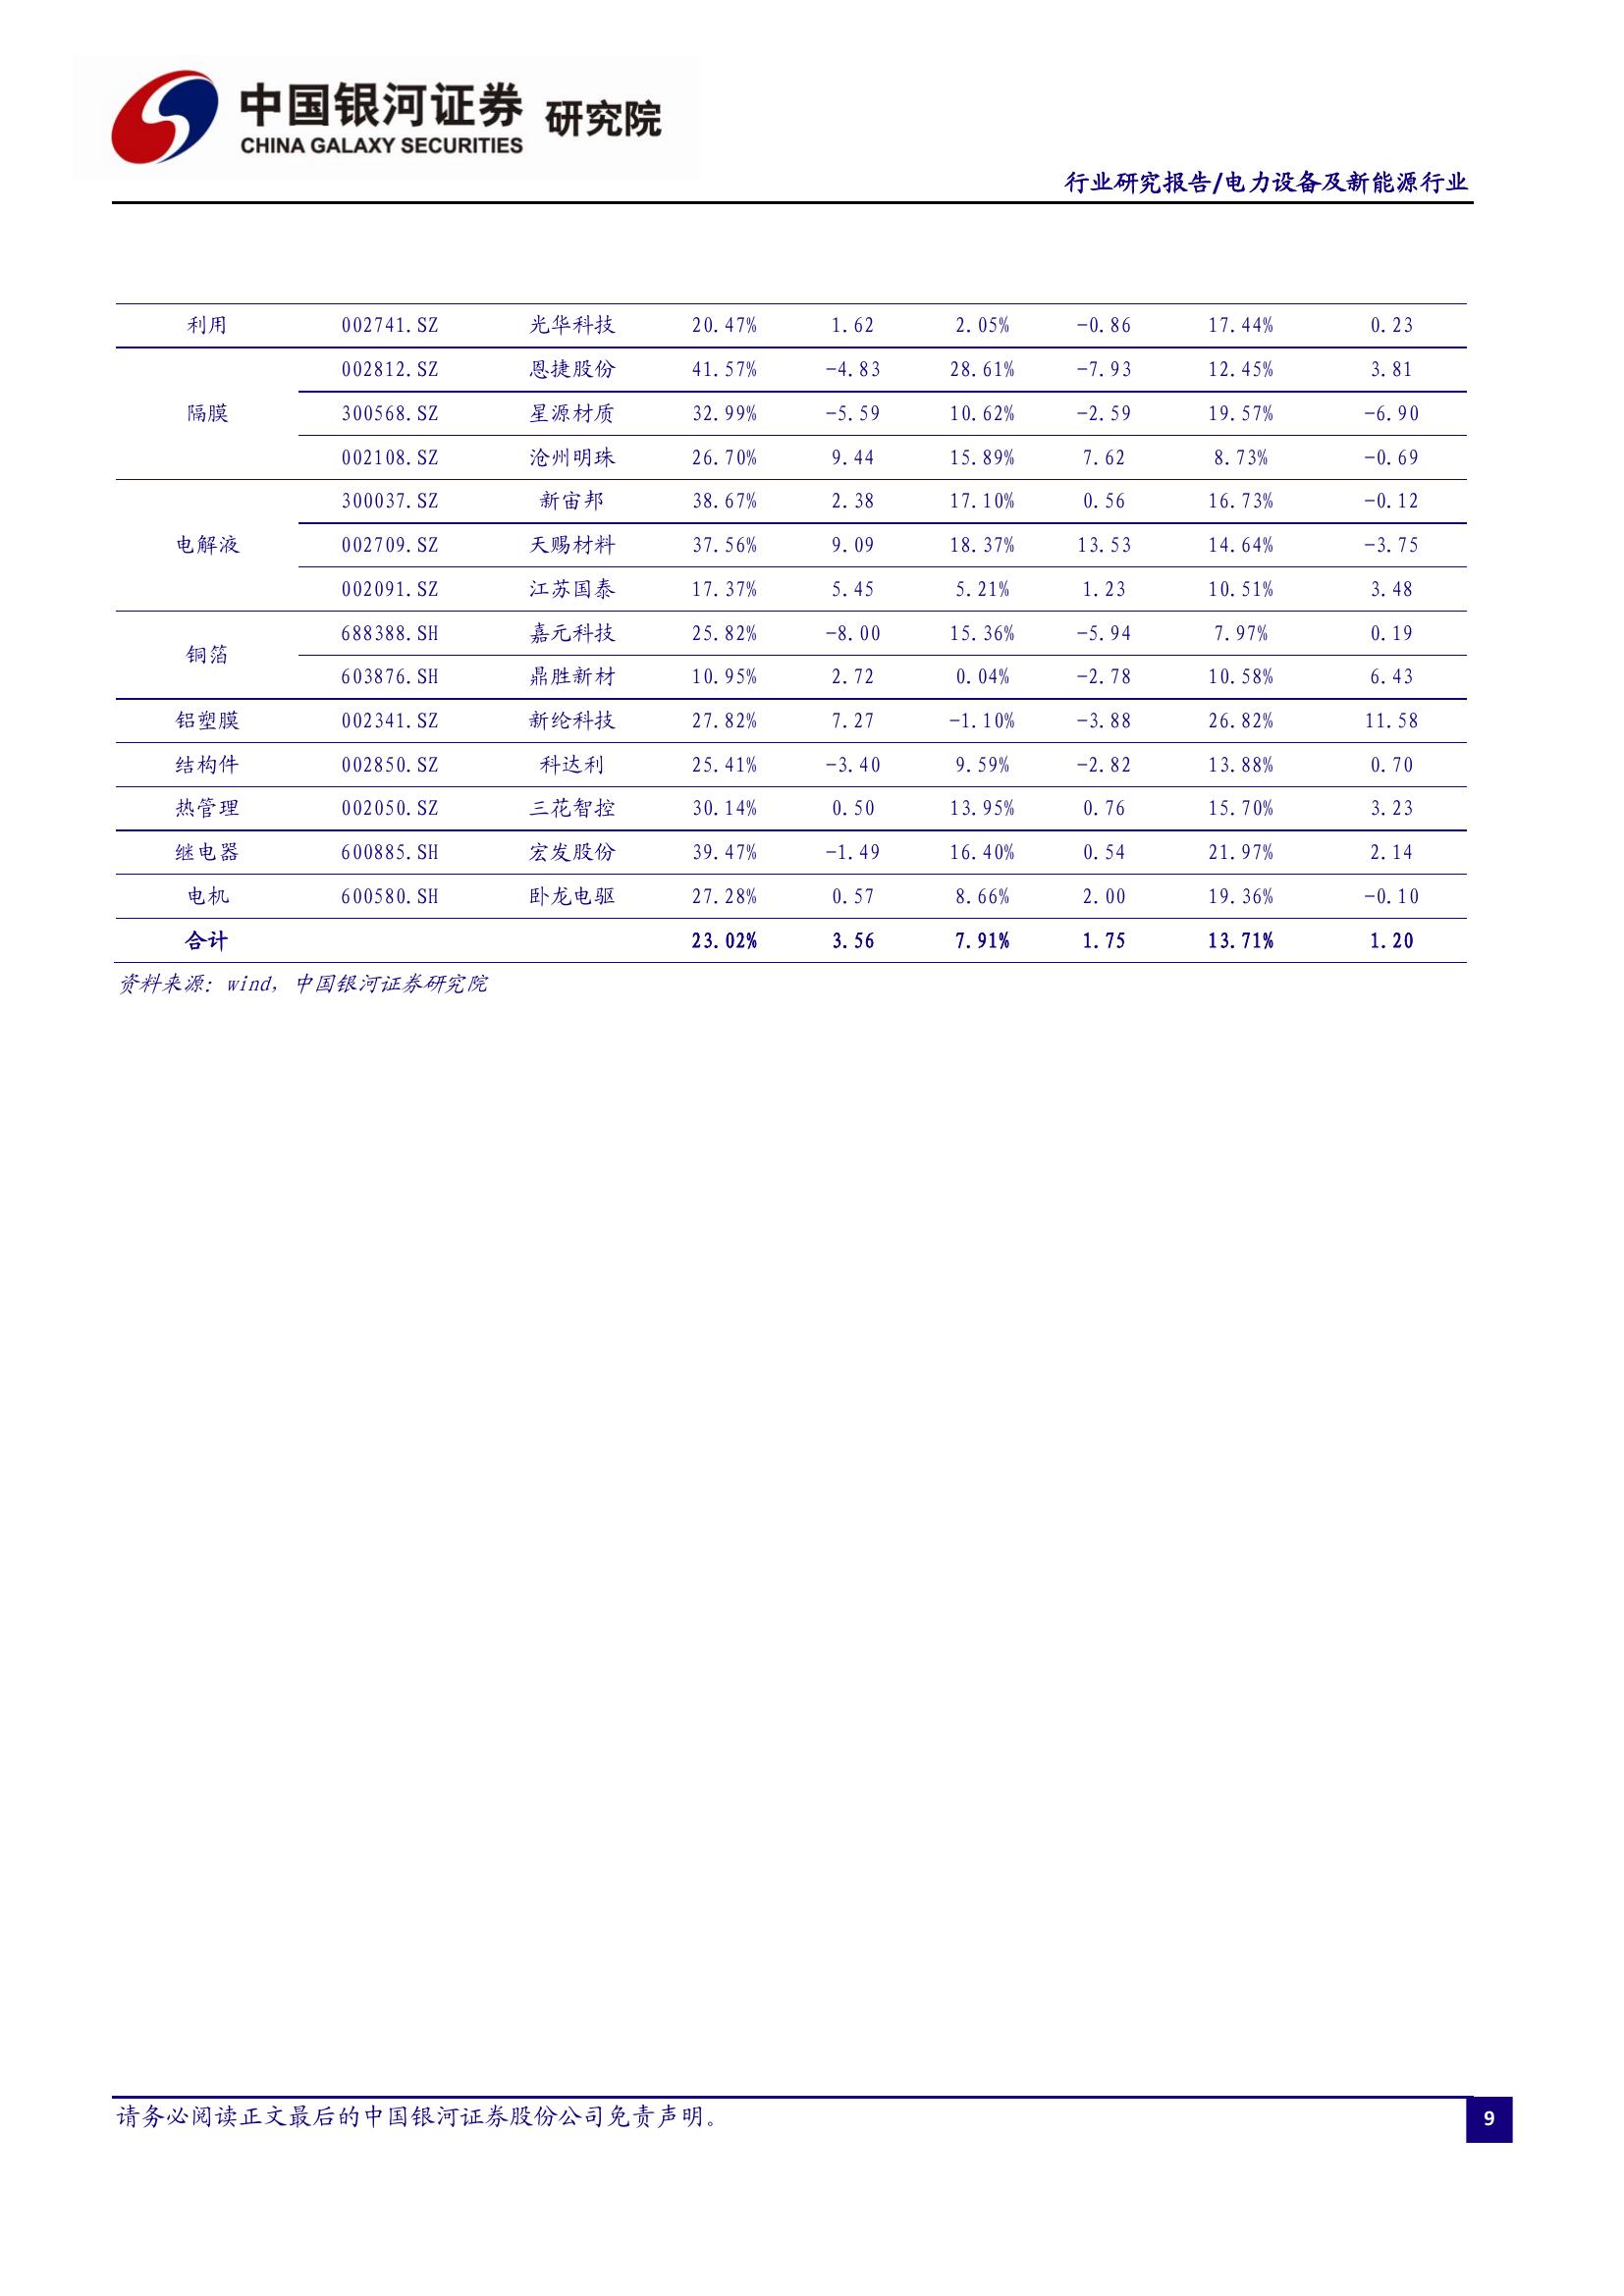 中国银河证券 研究院
CHINA GALAXY SECURITIES
行业研究报告/电力设备及新能源行业
利用 002741.SZ 光华科技 20.47% 1.62 2.05% -0.86 17.44% 0.23
隔膜 002812.SZ 恩捷股份 41.57% -4.83 28.61% -7.93 12.45% 3.81
300568.SZ 星源材质 32.99% -5.59 10.62% -2.59 19.57% -6.90
002108.SZ 沧州明珠 26.70% 9.44 15.89% 7.62 8.73% -0.69
电解液 300037.SZ 新宙邦 38.67% 2.38 17.10% 0.56 16.73% -0.12
002709.SZ 天赐材料 37.56% 9.09 18.37% 13.53 14.64% -3.75
002091.SZ 江苏国泰 17.37% 5.45 5.21% 1.23 10.51% 3.48
铜箔 688388.SH 嘉元科技 25.82% -8.00 15.36% -5.94 7.97% 0.19
603876.SH 鼎胜新材 10.95% 2.72 0.04% -2.78 10.58% 6.43
铝塑膜 002341.SZ 新纶科技 27.82% 7.27 -1.10% -3.88 26.82% 11.58
结构件 002850.SZ 科达利 25.41% -3.40 9.59% -2.82 13.88% 0.70
热管理 002050.SZ 三花智控 30.14% 0.50 13.95% 0.76 15.70% 3.23
继电器 600885.SH 宏发股份 39.47% -1.49 16.40% 0.54 21.97% 2.14
电机 600580.SH 卧龙电驱 27.28% 0.57 8.66% 2.00 19.36% -0.10
合计 23.02% 3.56 7.91% 1.75 13.71% 1.20
资料来源：wind，中国银河证券研究院
请务必阅读正文最后的中国银河证券股份公司免责声明。
9